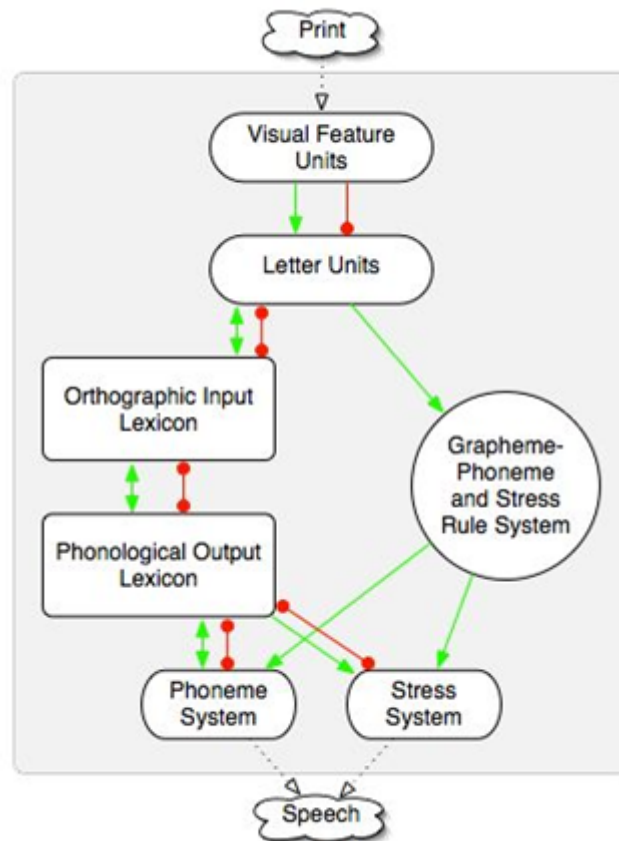 Print
Visual Feature
Units
Letter Units
Orthographic Input
Lexicon
Grapheme-
Phoneme
and Stress
Rule System
Phonological Output
Lexicon
Phoneme
System
Stress
System
Speech